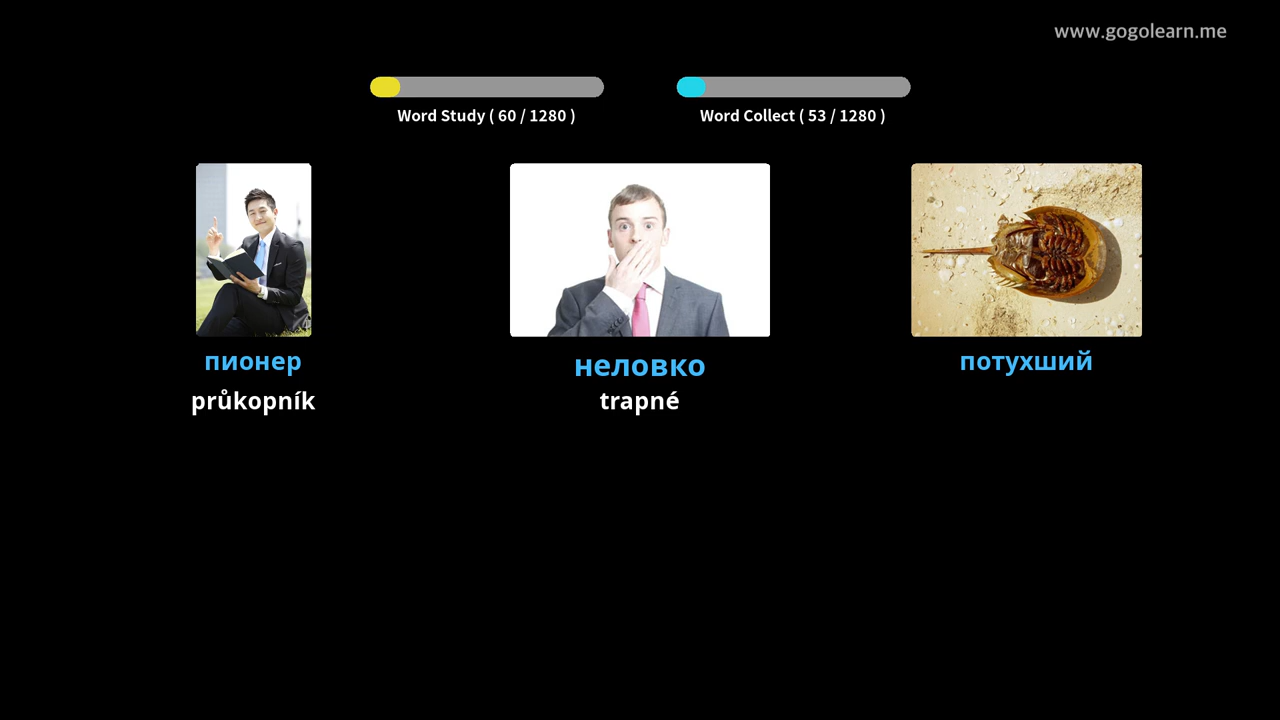 www.gogolearn.me
Word Study ( 60 / 1280 )
Word Collect ( 53 / 1280 )
пионер
неловко
потухший
průkopník
trapné